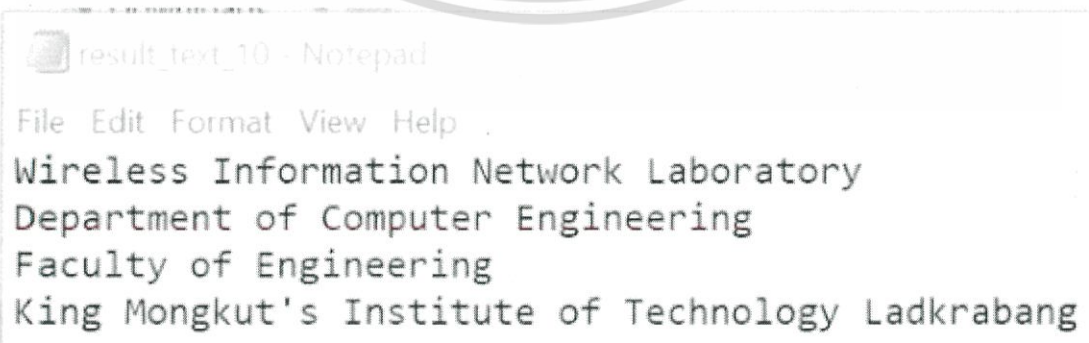 result_text_10 - Notepad
File Edit Format View Help
Wireless Information Network Laboratory
Department of Computer Engineering
Faculty of Engineering
King Mongkut's Institute of Technology Ladkrabang